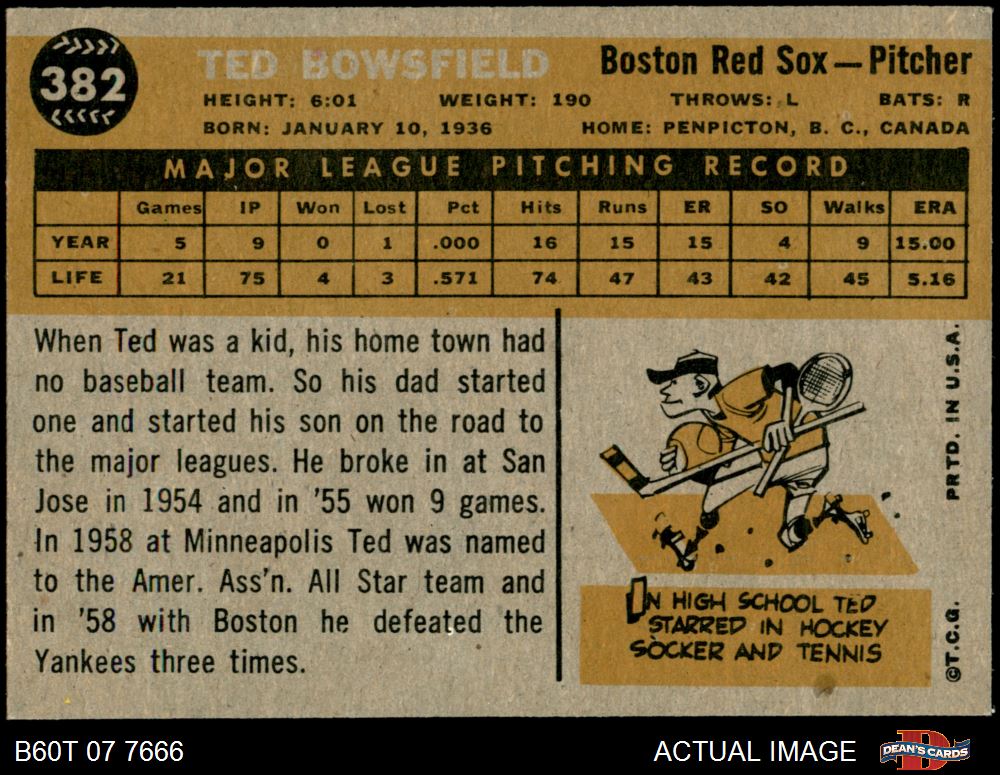 382
TED BOWSFIELD
Boston Red Sox—Pitcher
HEIGHT: 6:01 WEIGHT: 190 THROWS: L BATS: R
BORN: JANUARY 10, 1936 HOME: PENPICTON, B. C., CANADA
MAJOR LEAGUE PITCHING RECORD
Games IP Won Lost Pct Hits Runs ER SO Walks ERA
YEAR 5 9 0 1 .000 16 15 15 4 9 15.00
LIFE 21 75 4 3 .571 74 47 43 42 45 5.16
When Ted was a kid, his home town had
no baseball team. So his dad started
one and started his son on the road to
the major leagues. He broke in at San
Jose in 1954 and in '55 won 9 games.
In 1958 at Minneapolis Ted was named
to the Amer. Ass'n. All Star team and
in '58 with Boston he defeated the
Yankees three times.
IN HIGH SCHOOL TED
STARRED IN HOCKEY
SOCKER AND TENNIS
©T.C.G. PRTD. IN U.S.A.
B60T 07 7666
ACTUAL IMAGE
DEAN'S CARDS